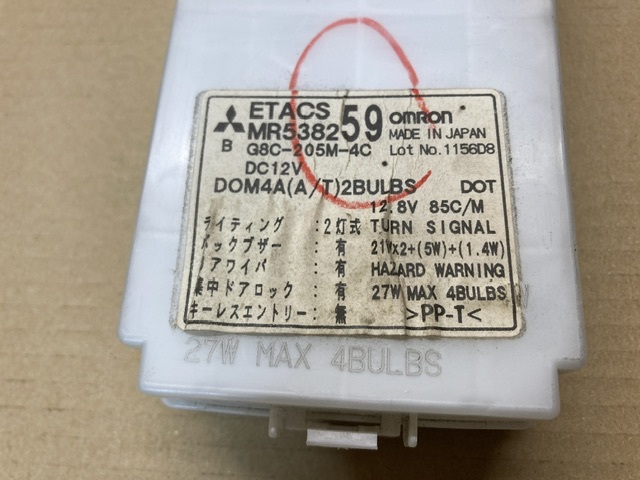 ETACS
MR538259 OMRON
MADE IN JAPAN
B G8C-205M-4C Lot No.1156D8
DC12V
DOM4A(A/T)2BULBS DOT
12.8V 85C/M
ライティング : 2灯式 TURN SIGNAL
バックブザー : 有 21Wx2+(5W)+(1.4W)
リアワイパ : 有 HAZARD WARNING
集中ドアロック : 有 27W MAX 4BULBS
キーレスエントリー : 無 >PP-T<
27W MAX 4BULBS